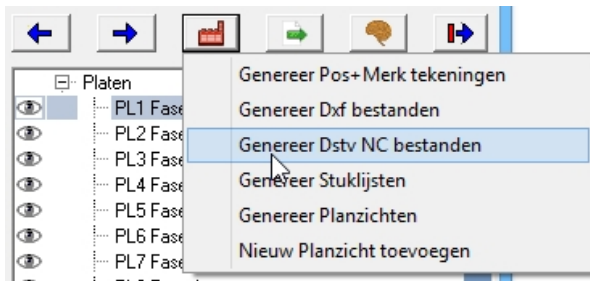 Platen
PL1 Fase
PL2 Fase
PL3 Fase
PL4 Fase
PL5 Fase
PL6 Fase
PL7 Fase
Genereer Pos+Merk tekeningen
Genereer Dxf bestanden
Genereer Dstv NC bestanden
Genereer Stuklijsten
Genereer Planzichten
Nieuw Planzicht toevoegen